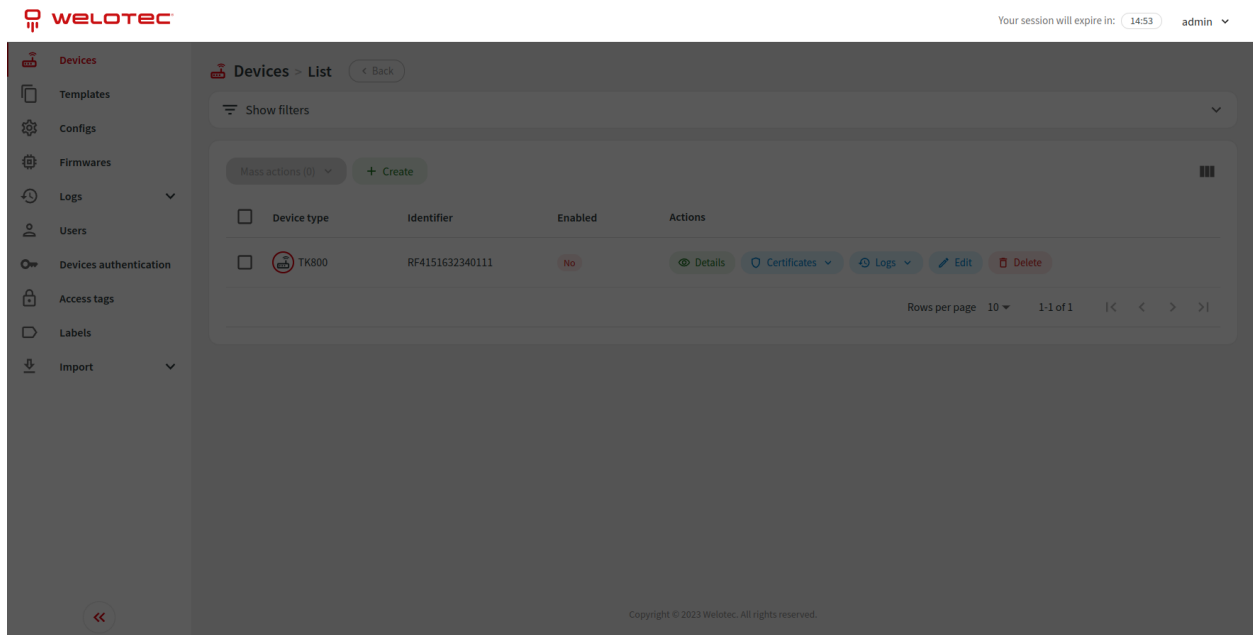 WELOTEC
Your session will expire in: 14:53 admin
Devices
Templates
Configs
Firmwares
Logs
Users
Devices authentication
Access tags
Labels
Import
Devices > List < Back
Show filters
Mass actions (0) + Create
Device type Identifier Enabled Actions
TK800 RF4151632340111 No Details Certificates Logs Edit Delete
Rows per page 10 1-1 of 1
Copyright © 2023 Welotec. All rights reserved.